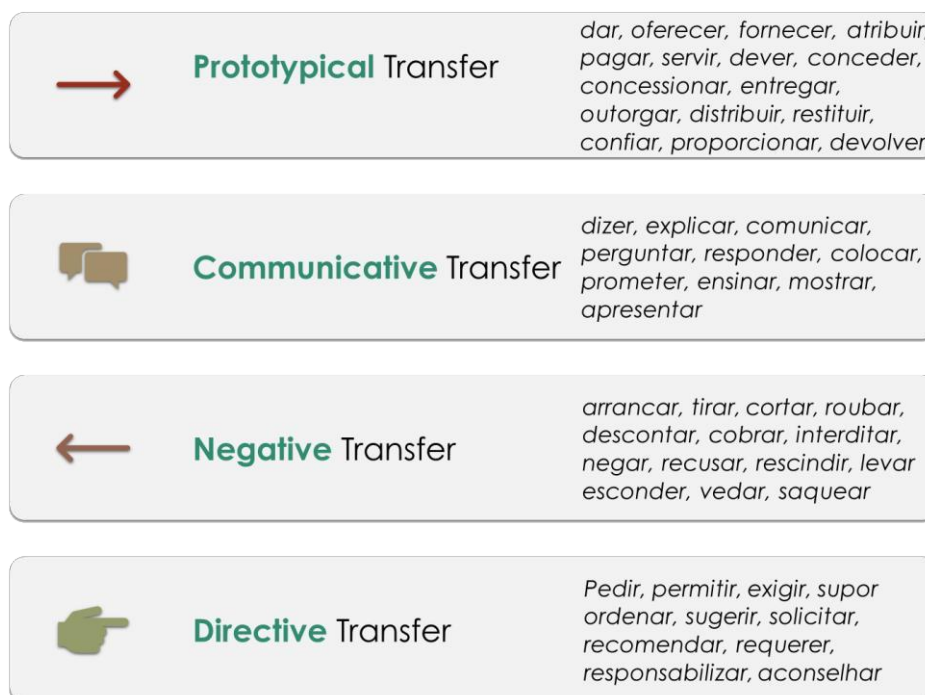 Prototypical Transfer
dar, oferecer, fornecer, atribuir,
pagar, servir, dever, conceder,
concessionar, entregar,
outorgar, distribuir, restituir,
confiar, proporcionar, devolver
Communicative Transfer
dizer, explicar, comunicar,
perguntar, responder, colocar,
prometer, ensinar, mostrar,
apresentar
Negative Transfer
arrancar, tirar, cortar, roubar,
descontar, cobrar, interditar,
negar, recusar, rescindir, levar
esconder, vedar, saquear
Directive Transfer
Pedir, permitir, exigir, supor
ordenar, sugerir, solicitar,
recomendar, requerer,
responsabilizar, aconselhar